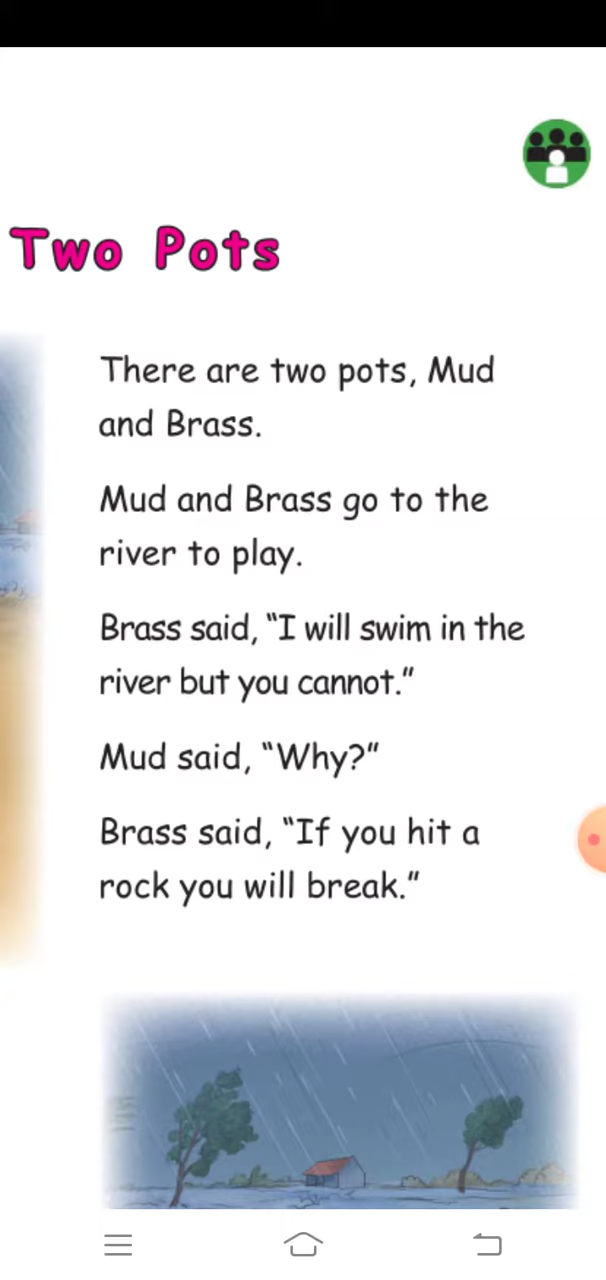 Two Pots
There are two pots, Mud
and Brass.
Mud and Brass go to the
river to play.
Brass said, “I will swim in the
river but you cannot.”
Mud said, “Why?”
Brass said, “If you hit a
rock you will break.”